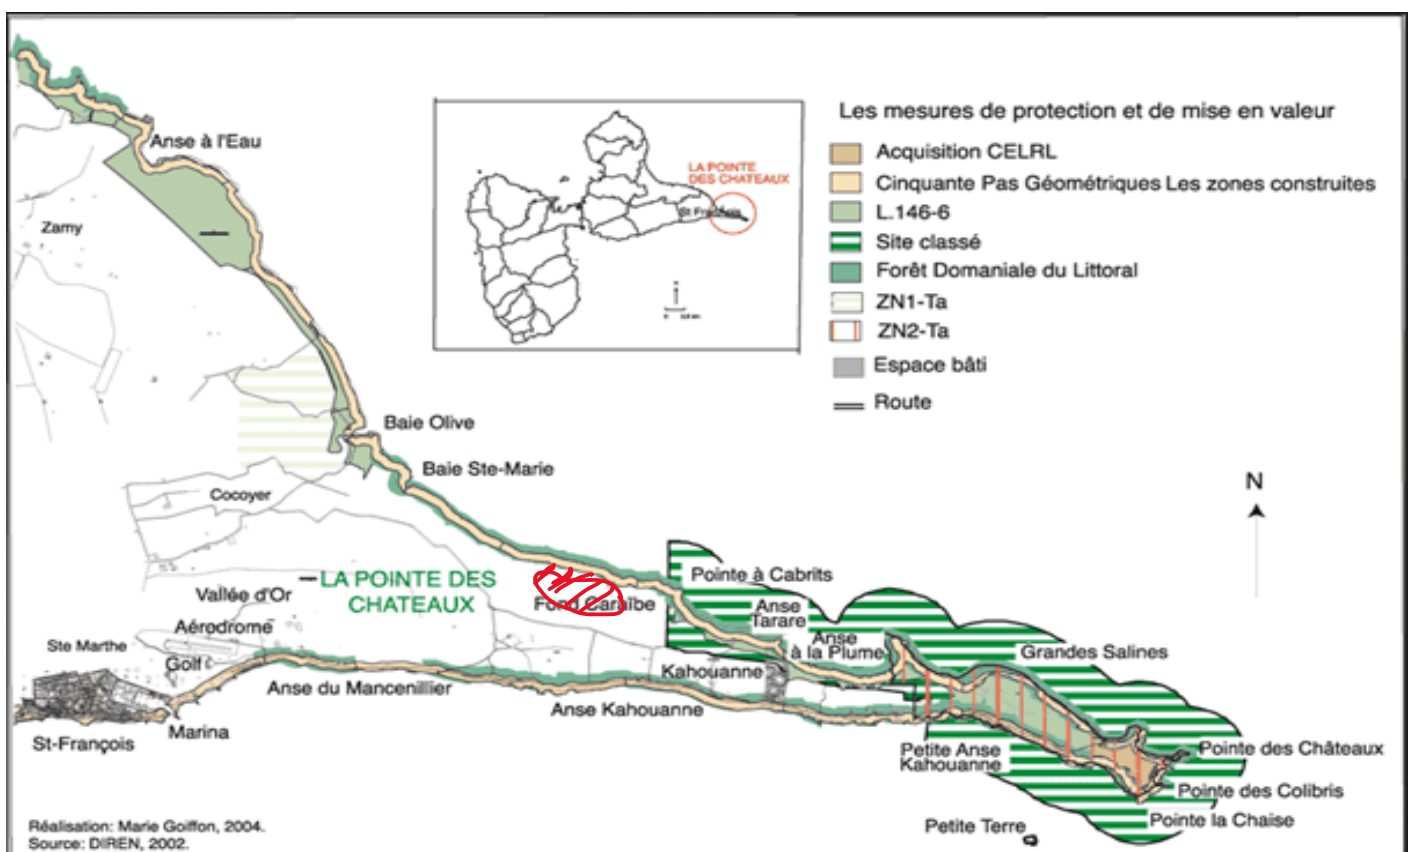 Les mesures de protection et de mise en valeur
Acquisition CELRL
Cinquante Pas Géométriques Les zones construites
L.146-6
Site classé
Forêt Domaniale du Littoral
ZN1-Ta
ZN2-Ta
Espace bâti
Route
LA POINTE
DES CHATEAUX
St François
Anse à l'Eau
Zamy
Baie Olive
Baie Ste-Marie
Cocoyer
N
LA POINTE DES
CHATEAUX
Vallée d'Or
Aérodrome
Ste Marthe
Golf
Fond Caraïbe
Pointe à Cabrits
Anse
Tarare
Anse
à la Plume
Grandes Salines
Kahouanne
Anse du Mancenillier
Anse Kahouanne
Marina
St-François
Petite Anse
Kahouanne
Pointe des Châteaux
Pointe des Colibris
Pointe la Chaise
Petite Terre
Réalisation: Marie Goiffon, 2004.
Source: DIREN, 2002.